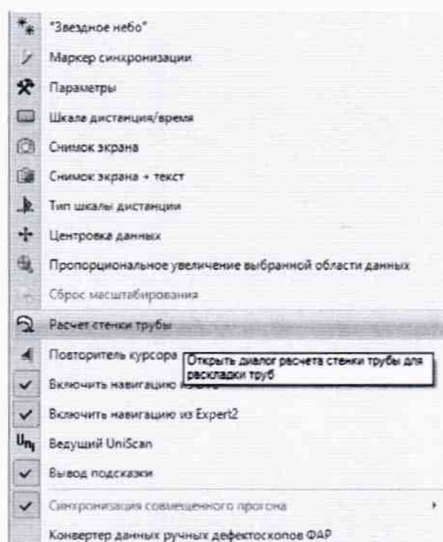 "Звездное небо"
Маркер синхронизации
Параметры
Шкала дистанция/время
Снимок экрана
Снимок экрана + текст
Тип шкалы дистанции
Центровка данных
Пропорциональное увеличение выбранной области данных
Сброс масштабирования
Расчет стенки трубы
Повторитель курсора
Открыть диалог расчета стенки трубы для
раскладки труб
Включить навигацию из
Включить навигацию из Expert2
Uni Ведущий UniScan
Вывод подсказки
Синхронизация совмещенного прогона
Конвертер данных ручных дефектоскопов ФАР